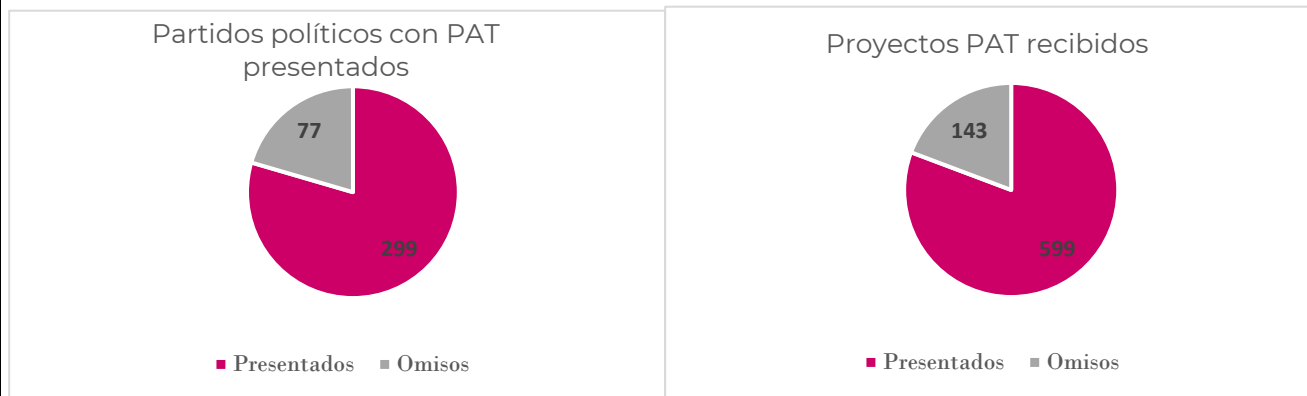 Partidos políticos con PAT
presentados
77
299
Presentados Omisos
Proyectos PAT recibidos
143
599
Presentados Omisos